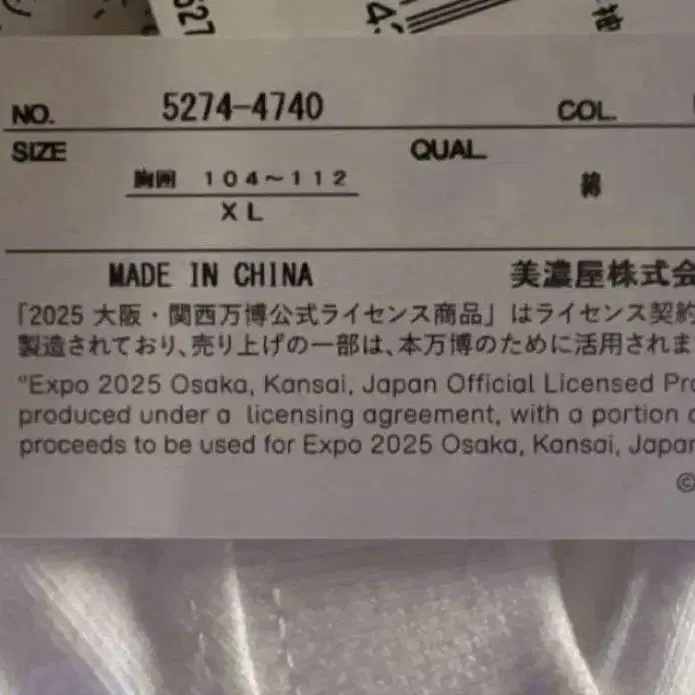 NO. 5274-4740 COL.
SIZE QUAL.
胸囲 104～112 綿
XL
MADE IN CHINA 美濃屋株式会
「2025 大阪・関西万博公式ライセンス商品」はライセンス契約
製造されており、売り上げの一部は、本万博のために活用されま
"Expo 2025 Osaka, Kansai, Japan Official Licensed Pro
produced under a licensing agreement, with a portion o
proceeds to be used for Expo 2025 Osaka, Kansai, Japan
©